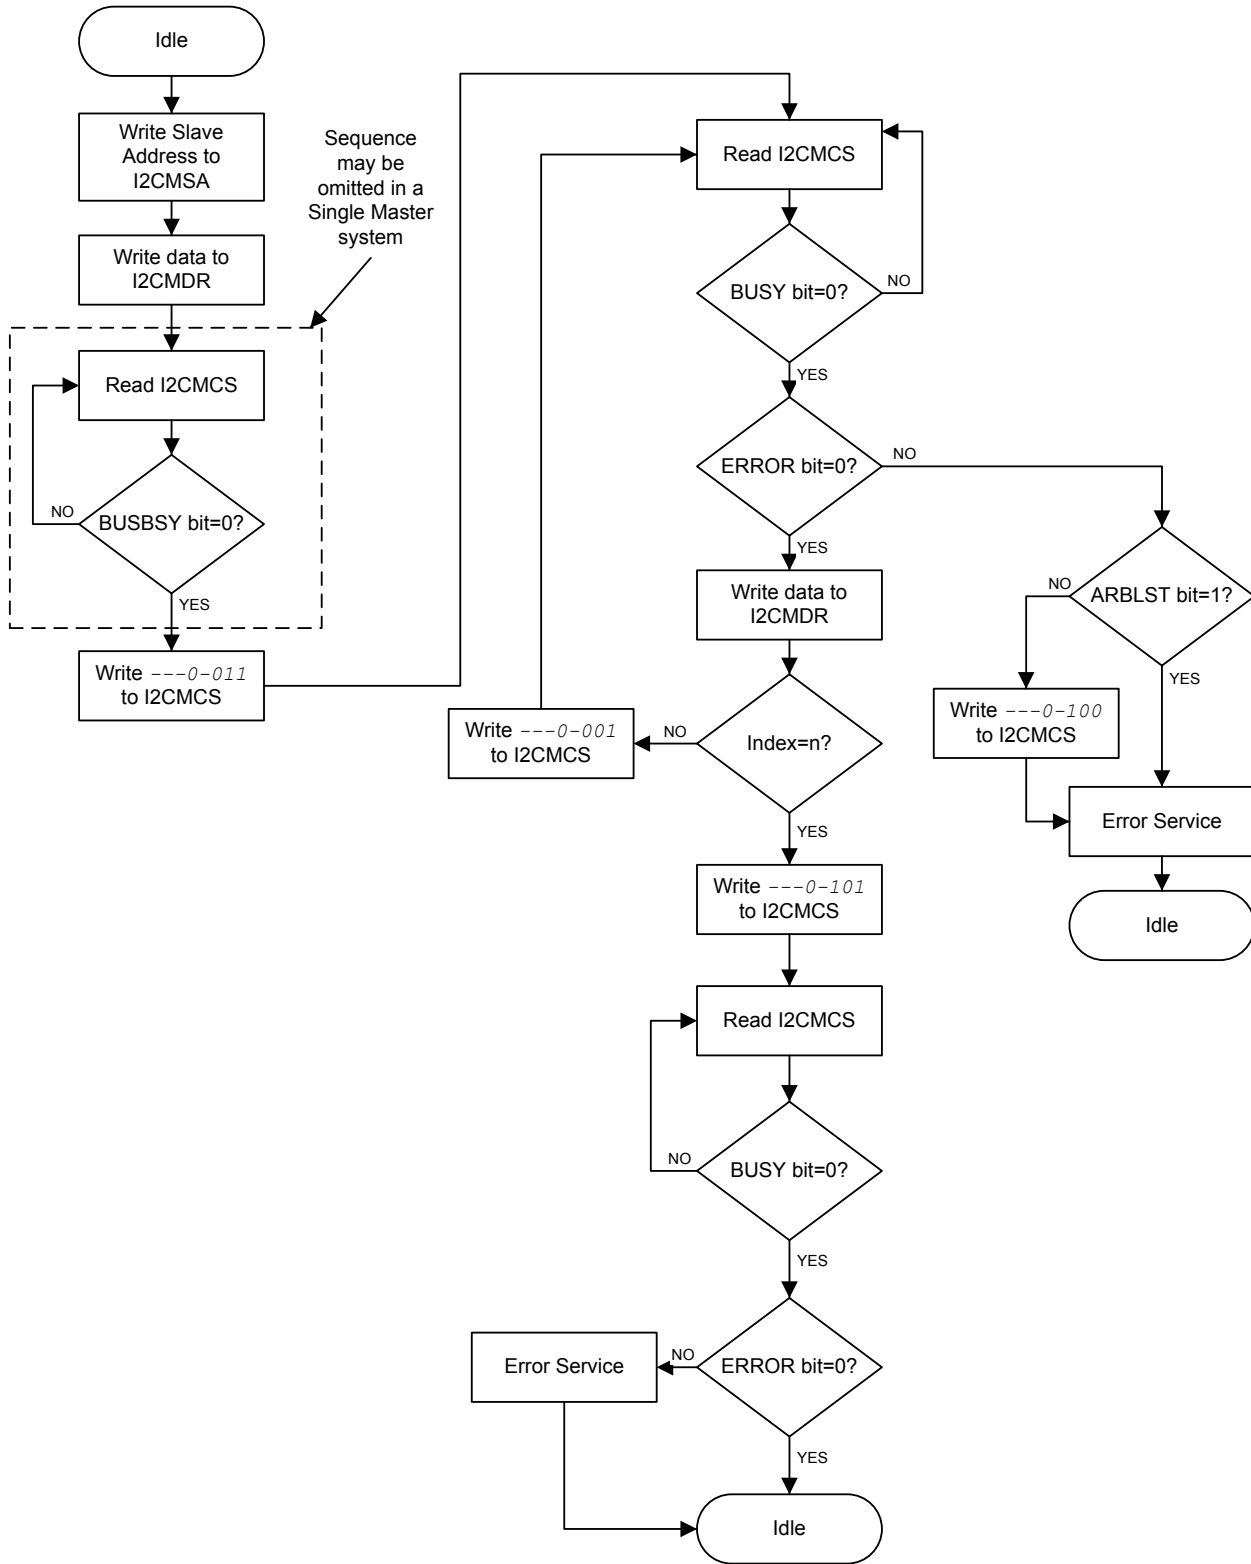 Idle
Write Slave
Address to
I2CMSA
Write data to
I2CMDR
Sequence
may be
omitted in a
Single Master
system
Read I2CMCS
BUSBSY bit=0?
NO
YES
Write ---0-011
to I2CMCS
Read I2CMCS
BUSY bit=0?
NO
YES
ERROR bit=0?
NO
YES
Write data to
I2CMDR
Index=n?
NO
Write ---0-001
to I2CMCS
YES
ARBLST bit=1?
NO
YES
Write ---0-100
to I2CMCS
Error Service
Idle
Write ---0-101
to I2CMCS
Read I2CMCS
BUSY bit=0?
NO
YES
ERROR bit=0?
NO
Error Service
YES
Idle